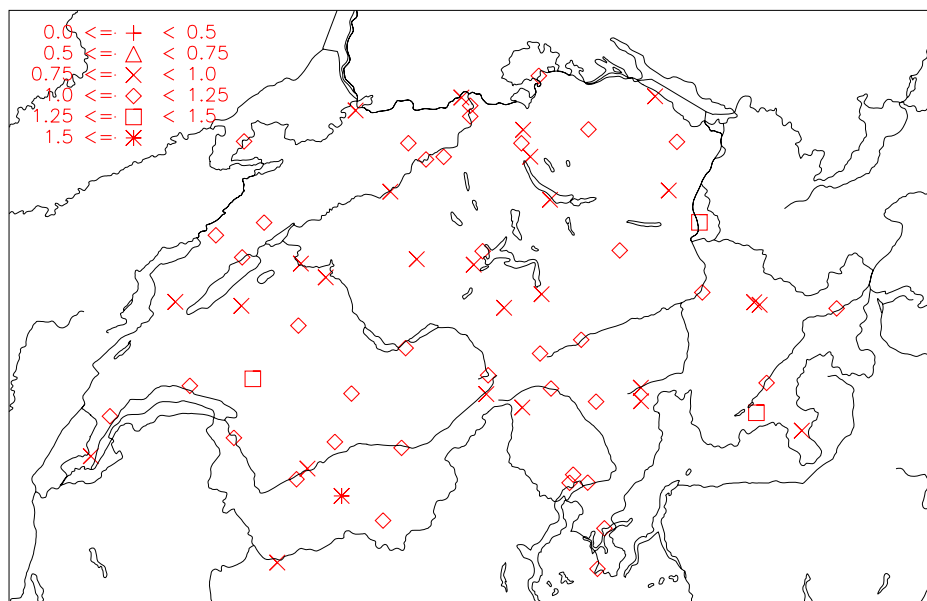 0.0 <= + < 0.5
0.5 <= △ < 0.75
0.75 <= × < 1.0
1.0 <= ◇ < 1.25
1.25 <= □ < 1.5
1.5 <= ✳